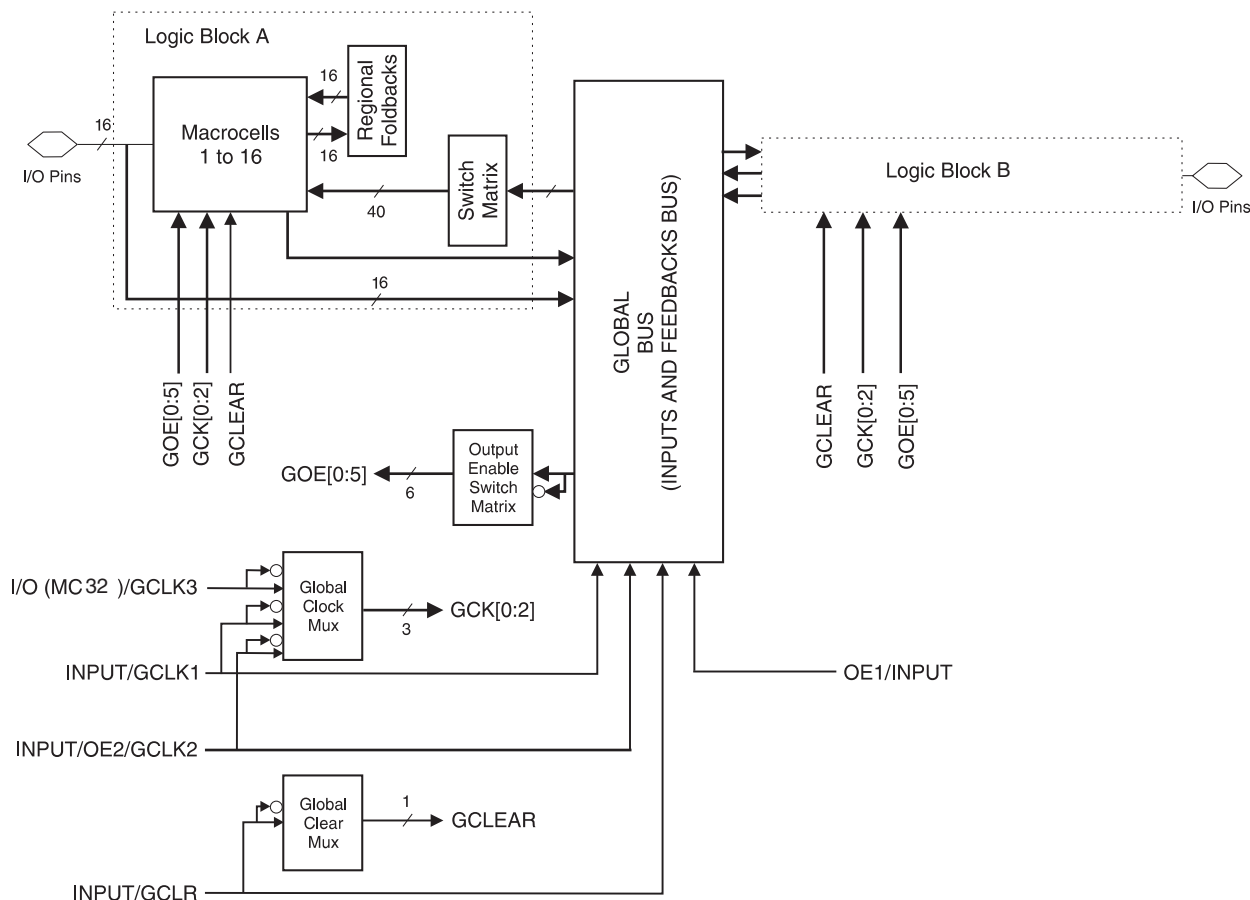 Logic Block A
16
Regional
Foldbacks
16
Macrocells
1 to 16
16
I/O Pins
Switch
Matrix
40
16
GOE[0:5]
GCK[0:2]
GCLEAR
GLOBAL
BUS
(INPUTS AND FEEDBACKS BUS)
Logic Block B
I/O Pins
GCLEAR
GCK[0:2]
GOE[0:5]
GOE[0:5]
6
Output
Enable
Switch
Matrix
I/O (MC32 )/GCLK3
Global
Clock
Mux
3
GCK[0:2]
INPUT/GCLK1
OE1/INPUT
INPUT/OE2/GCLK2
Global
Clear
Mux
1
GCLEAR
INPUT/GCLR